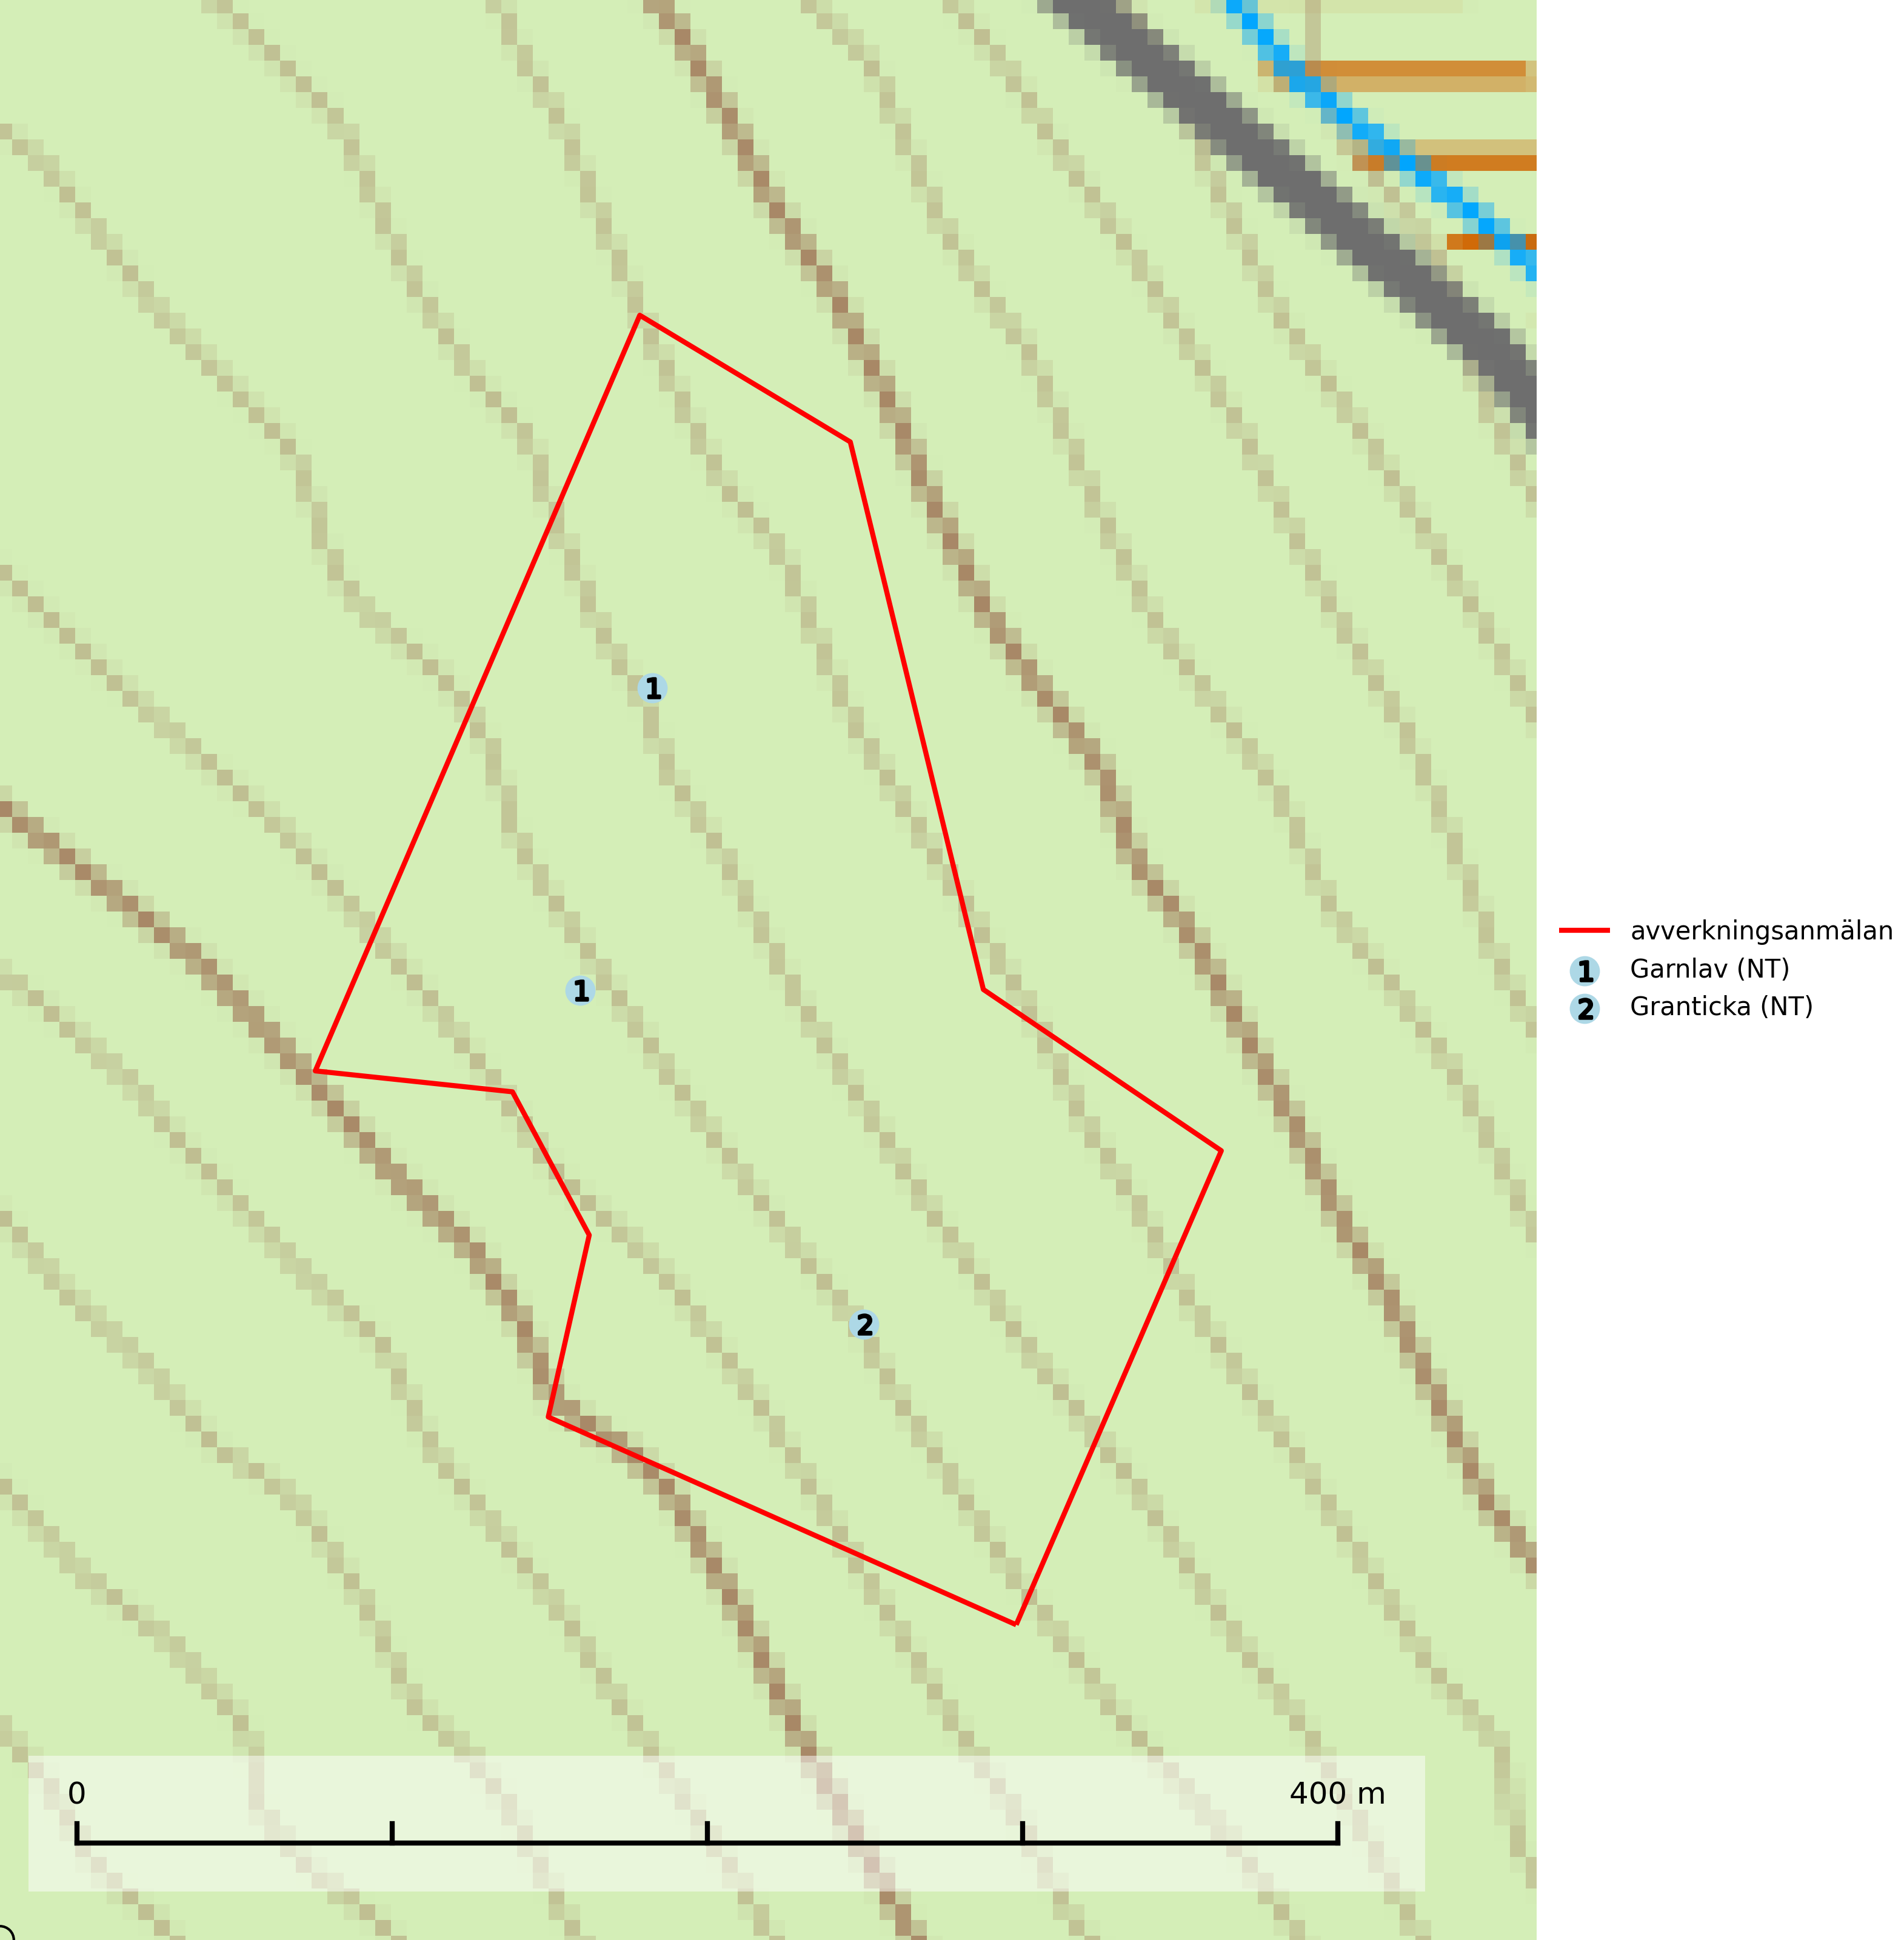 1
1
2
avverkningsanmälan
1 Garnlav (NT)
2 Granticka (NT)
0 400 m